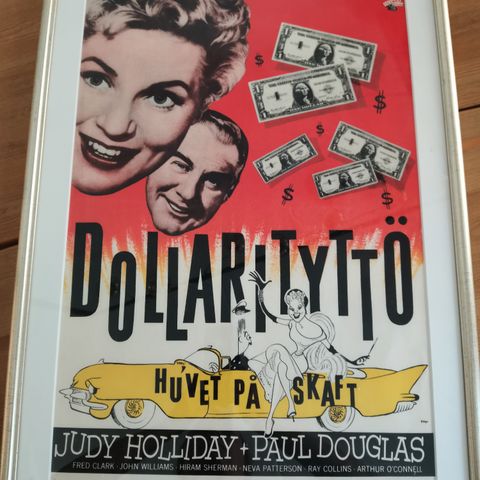 DOLLARITYTTÖ
HUVET PÅ SKAFT
JUDY HOLLIDAY + PAUL DOUGLAS
FRED CLARK · JOHN WILLIAMS · HIRAM SHERMAN · NEVA PATTERSON · RAY COLLINS · ARTHUR O'CONNELL